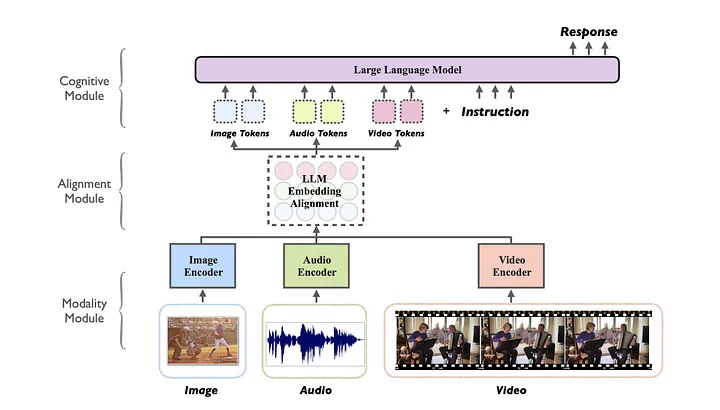 Response
Cognitive
Module
Large Language Model
Image Tokens
Audio Tokens
Video Tokens
+
Instruction
Alignment
Module
LLM
Embedding
Alignment
Image
Encoder
Audio
Encoder
Video
Encoder
Modality
Module
Image
Audio
Video